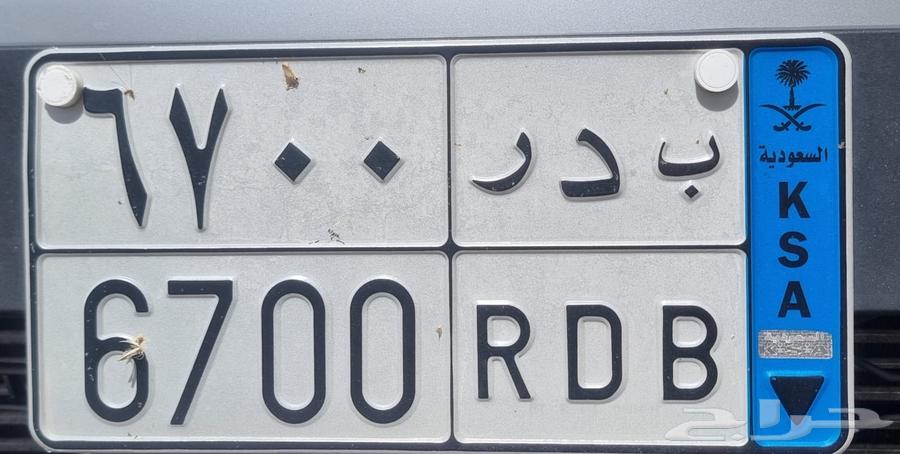 ٦٧٠٠ ب د ر
6700 RDB
السعودية
K
S
A
حراج